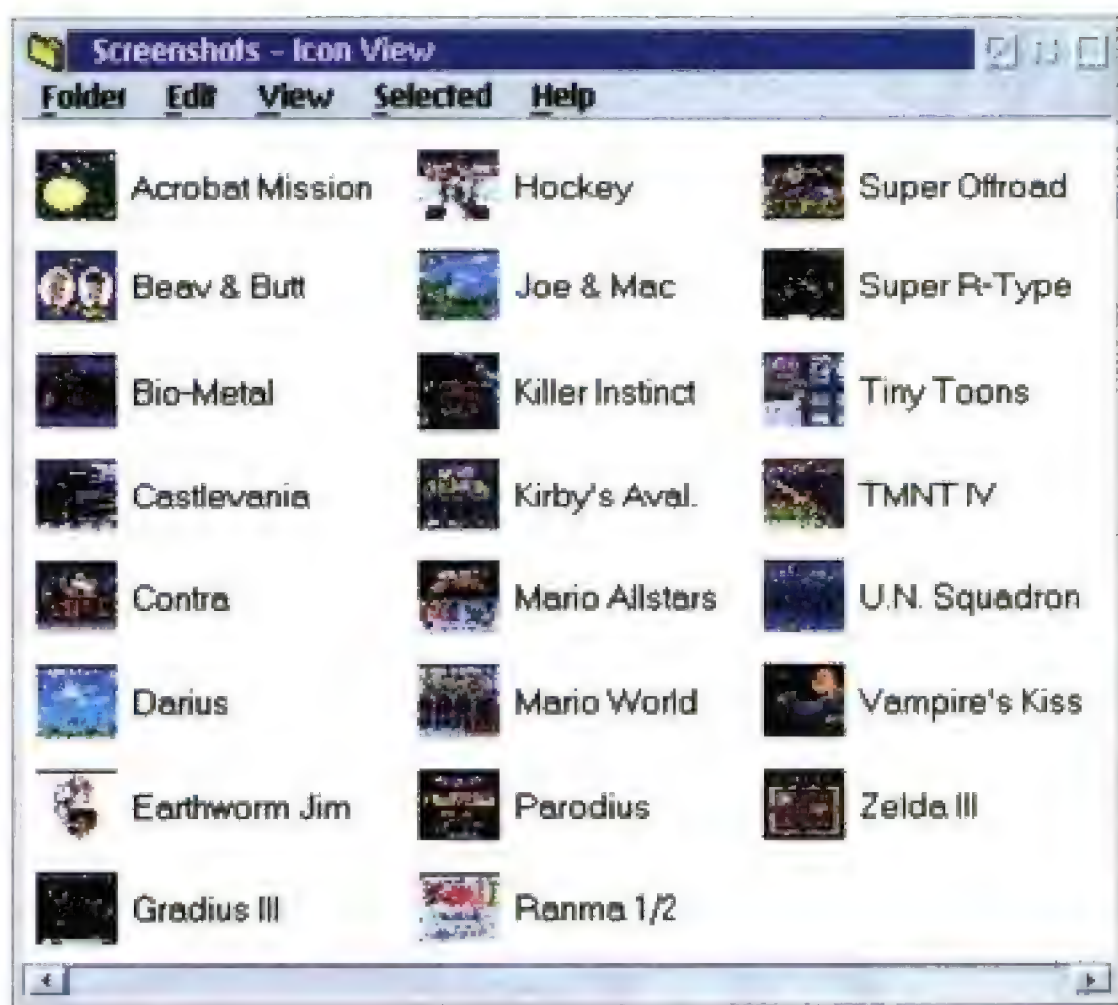 Screenshots - Icon View
Folder Edit View Selected Help
Acrobat Mission
Beav & Butt
Bio-Metal
Castlevania
Contra
Darius
Earthworm Jim
Gradius III
Hockey
Joe & Mac
Killer Instinct
Kirby's Aval.
Mario Allstars
Mario World
Parodius
Ranma 1/2
Super Offroad
Super R-Type
Tiny Toons
TMNT IV
U.N. Squadron
Vampire's Kiss
Zelda III